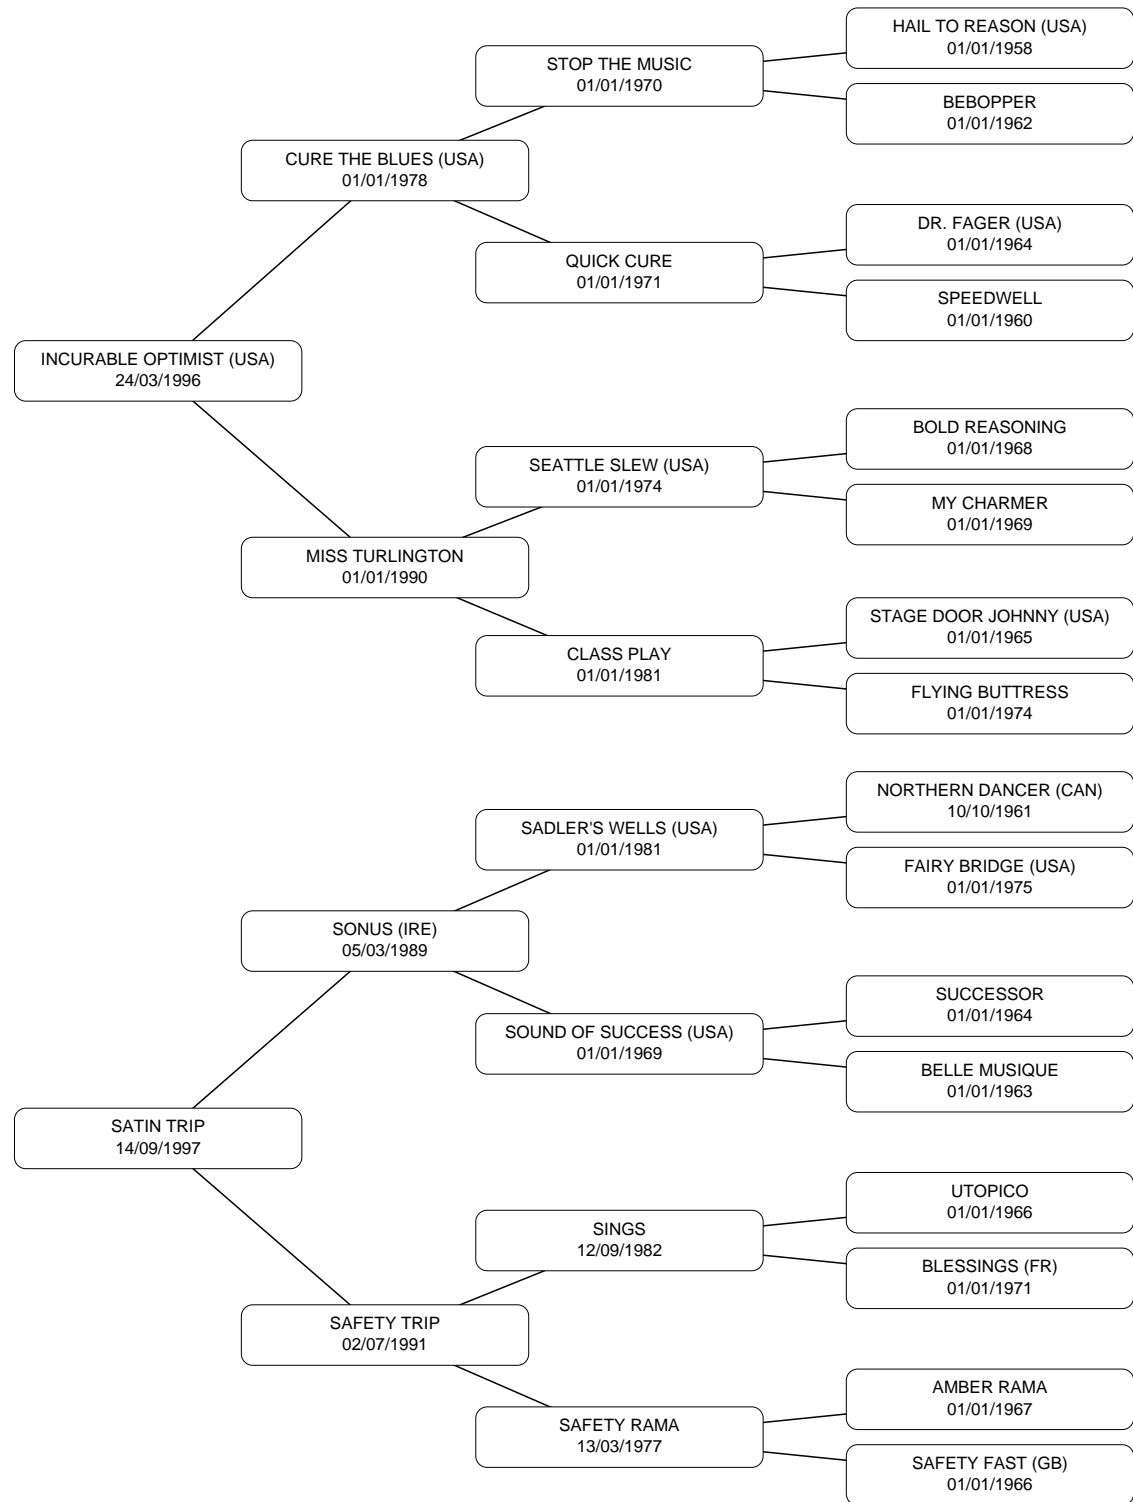 HAIL TO REASON (USA)
01/01/1958
STOP THE MUSIC
01/01/1970
BEBOPPER
01/01/1962
CURE THE BLUES (USA)
01/01/1978
DR. FAGER (USA)
01/01/1964
QUICK CURE
01/01/1971
SPEEDWELL
01/01/1960
INCURABLE OPTIMIST (USA)
24/03/1996
BOLD REASONING
01/01/1968
SEATTLE SLEW (USA)
01/01/1974
MY CHARMER
01/01/1969
MISS TURLINGTON
01/01/1990
STAGE DOOR JOHNNY (USA)
01/01/1965
CLASS PLAY
01/01/1981
FLYING BUTTRESS
01/01/1974
NORTHERN DANCER (CAN)
10/10/1961
SADLER'S WELLS (USA)
01/01/1981
FAIRY BRIDGE (USA)
01/01/1975
SONUS (IRE)
05/03/1989
SUCCESSOR
01/01/1964
SOUND OF SUCCESS (USA)
01/01/1969
BELLE MUSIQUE
01/01/1963
SATIN TRIP
14/09/1997
UTOPICO
01/01/1966
SINGS
12/09/1982
BLESSINGS (FR)
01/01/1971
SAFETY TRIP
02/07/1991
AMBER RAMA
01/01/1967
SAFETY RAMA
13/03/1977
SAFETY FAST (GB)
01/01/1966